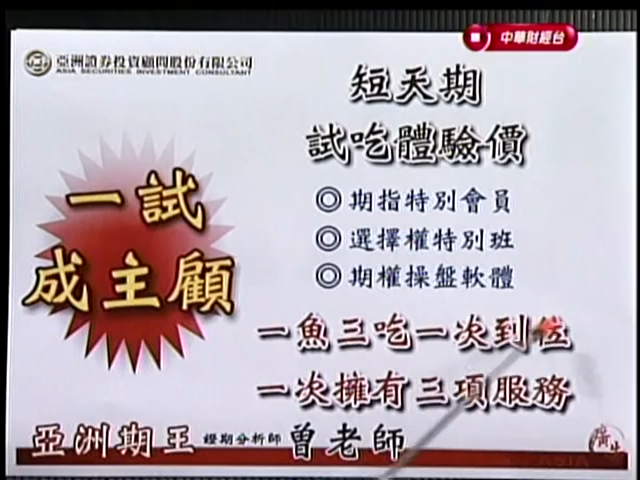 中華財經台
亞洲證券投資顧問股份有限公司
ASIA SECURITIES INVESTMENT CONSULTANT
短天期
試吃體驗價
一試
成主顧
◎期指特別會員
◎選擇權特別班
◎期權操盤軟體
一魚三吃一次到位
一次擁有三項服務
亞洲期王 證期分析師 曾老師
廣
ASIA